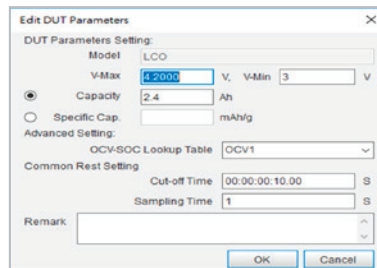 Edit DUT Parameters
DUT Parameters Setting:
Model LCO
V-Max 4.2000 V, V-Min 3 V
Capacity 2.4 Ah
Specific Cap. mAh/g
Advanced Setting:
OCV-SOC Lookup Table OCV1
Common Rest Setting
Cut-off Time 00:00:00:10.00 S
Sampling Time 1 S
Remark
OK Cancel